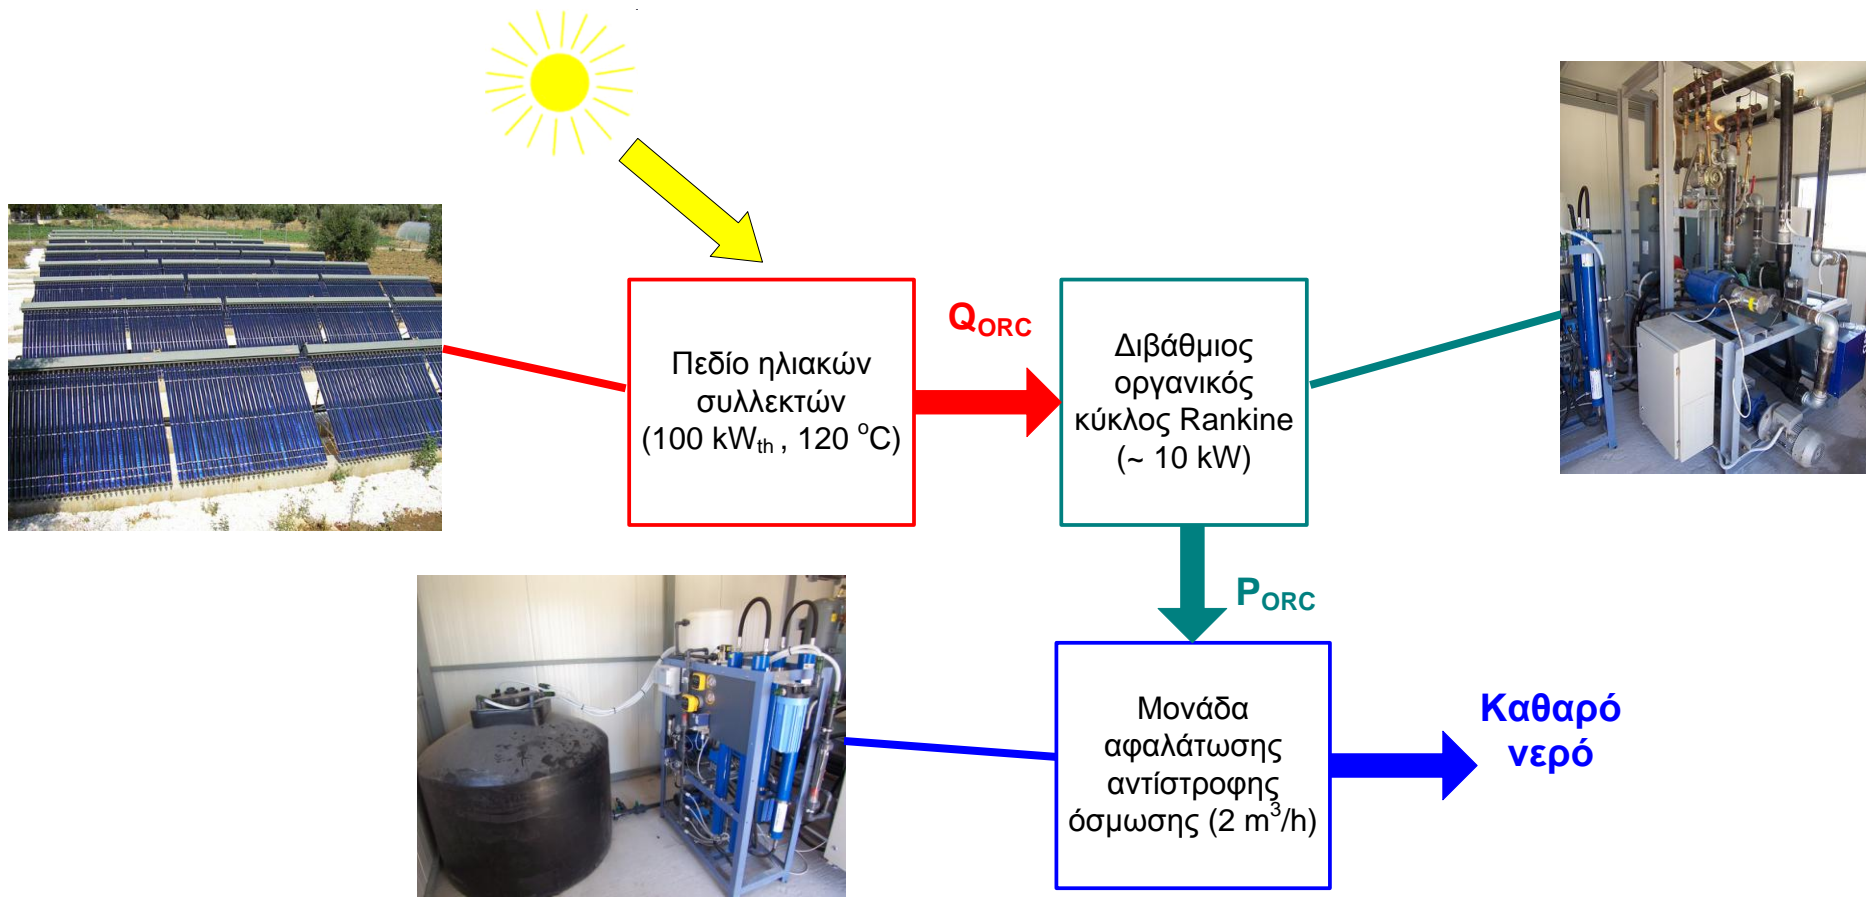 Πεδίο ηλιακών
συλλεκτών
(100 kWth , 120 °C)
QORC
Διβάθμιος
οργανικός
κύκλος Rankine
(~ 10 kW)
PORC
Μονάδα
αφαλάτωσης
αντίστροφης
όσμωσης (2 m³/h)
Καθαρό
νερό